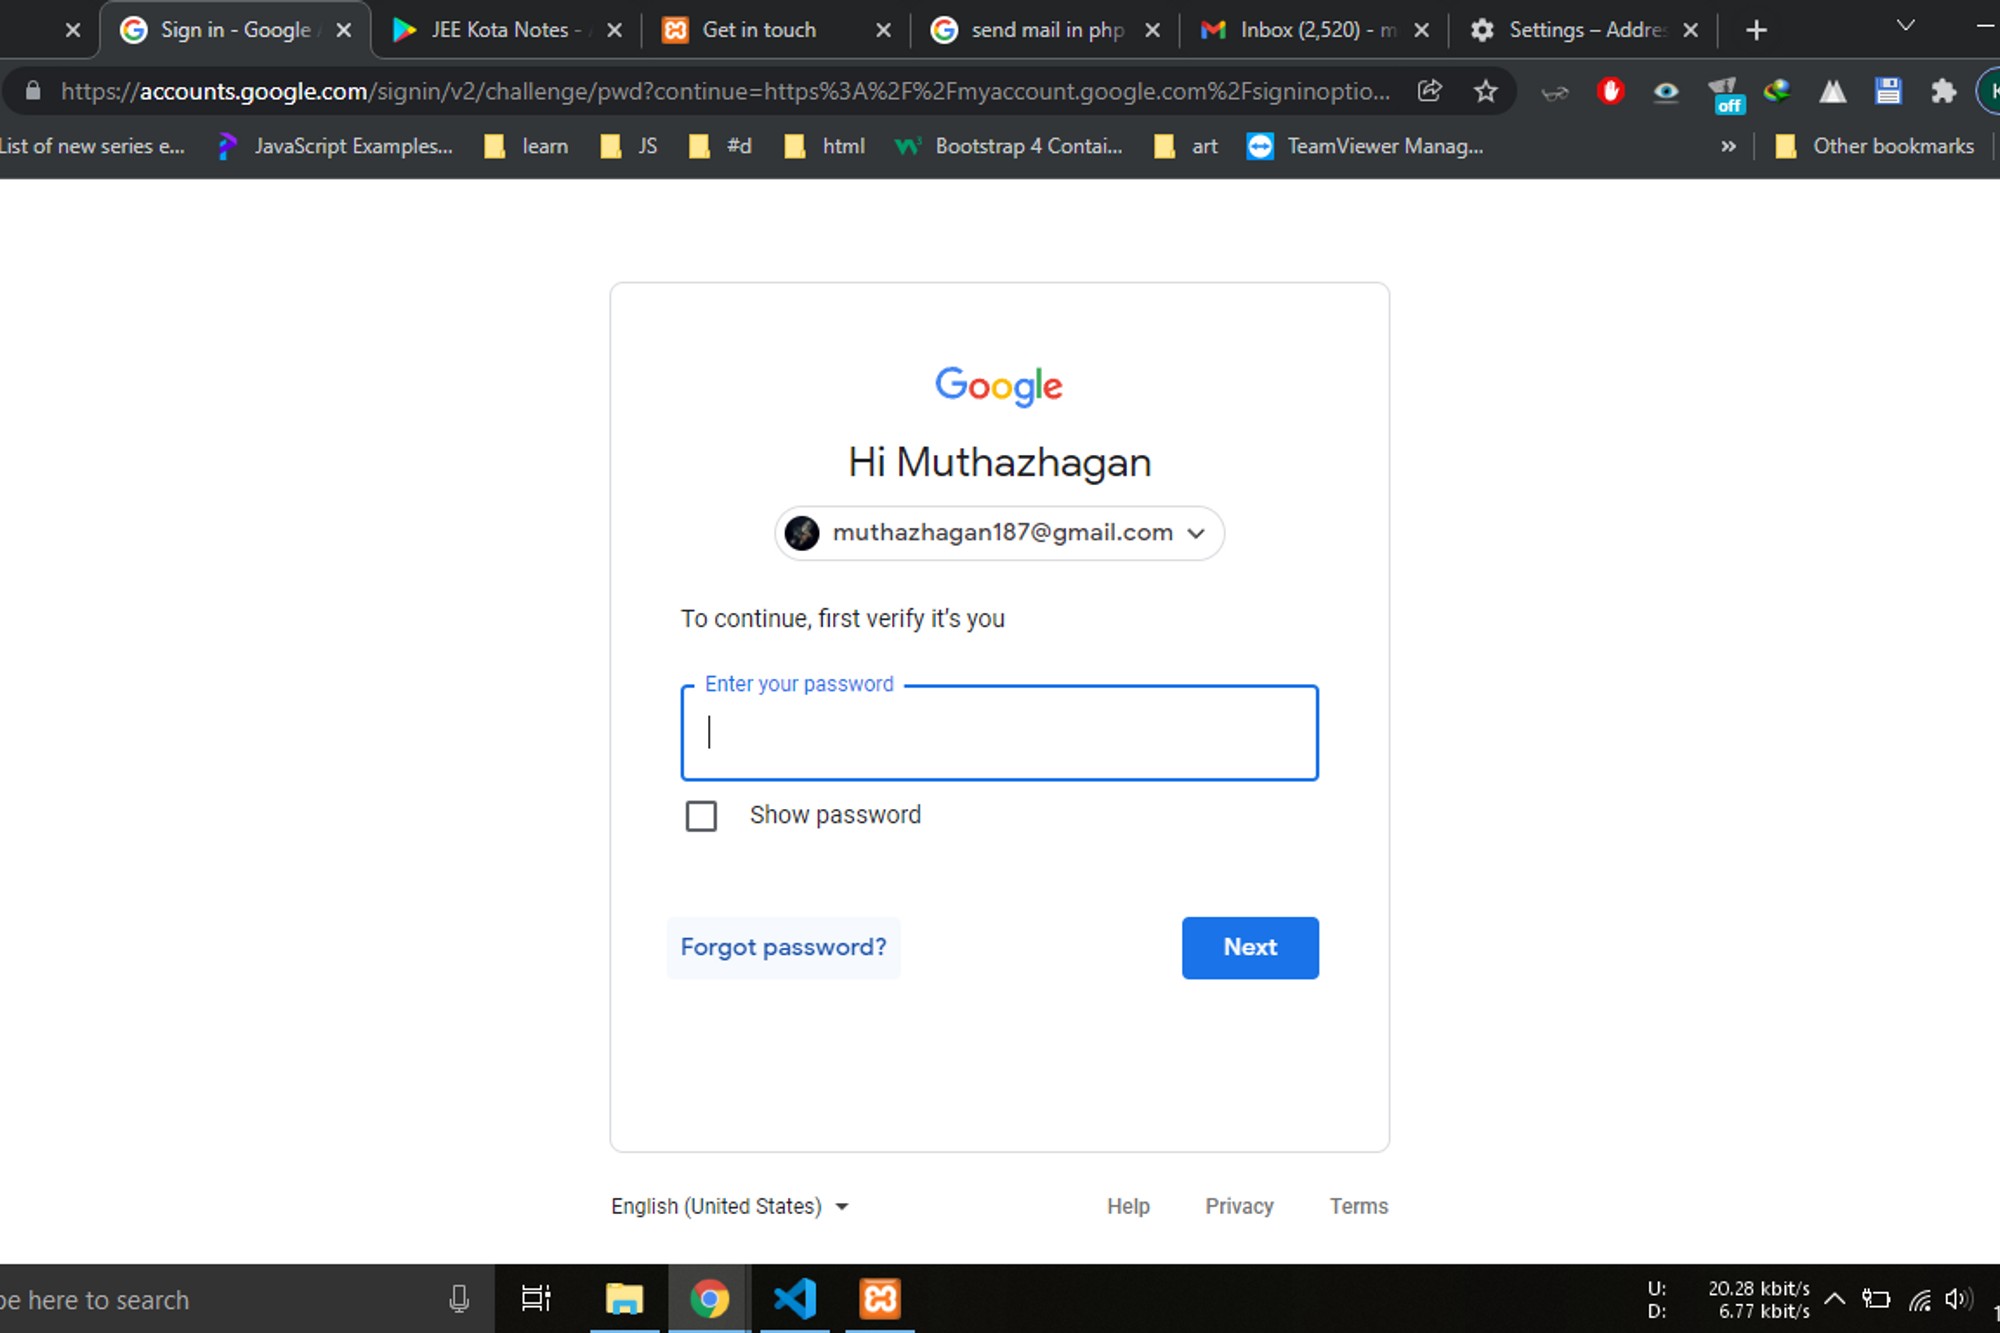 Sign in - Google
JEE Kota Notes -
Get in touch
send mail in php
Inbox (2,520) - m
Settings – Addres
https://accounts.google.com/signin/v2/challenge/pwd?continue=https%3A%2F%2Fmyaccount.google.com%2Fsigninoptio...
off
K
List of new series e...
JavaScript Examples...
learn
JS
#d
html
Bootstrap 4 Contai...
art
TeamViewer Manag...
»
Other bookmarks
Google
Hi Muthazhagan
muthazhagan187@gmail.com
To continue, first verify it's you
Enter your password
Show password
Forgot password?
Next
English (United States)
Help
Privacy
Terms
pe here to search
U: 20.28 kbit/s
D: 6.77 kbit/s